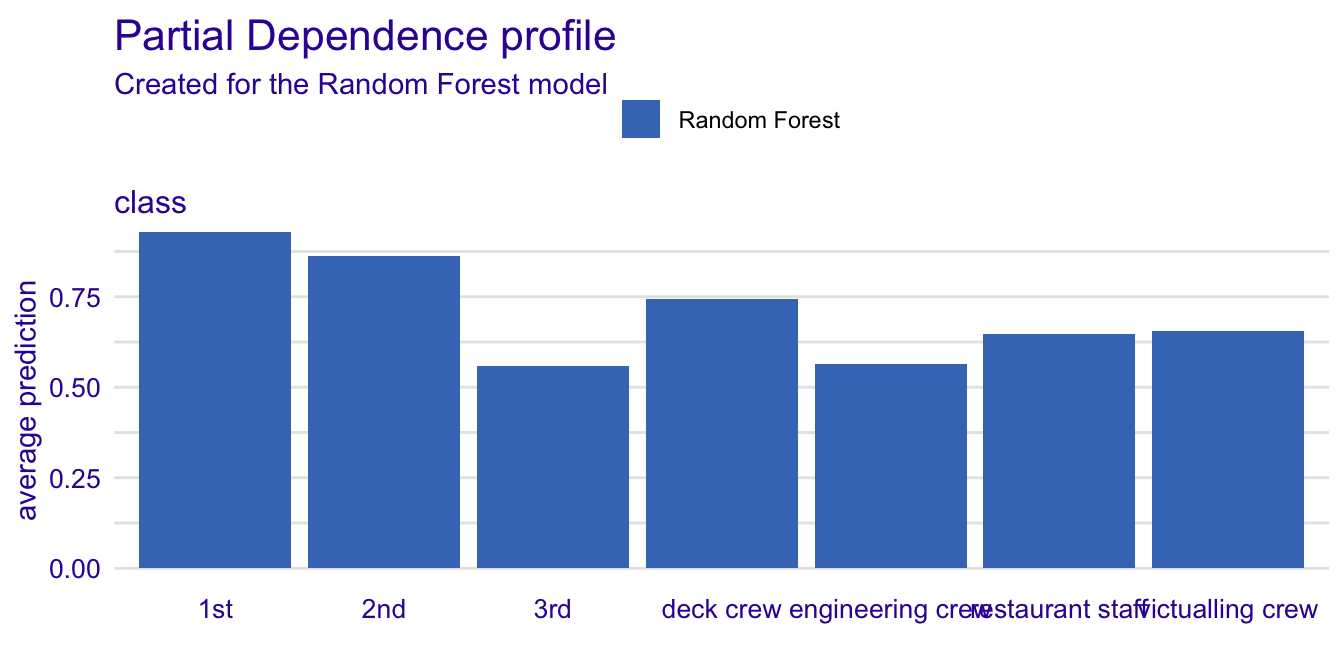 Partial Dependence profile
Created for the Random Forest model
Random Forest
class
average prediction
0.75
0.50
0.25
0.00
1st 2nd 3rd deck crew engineering crew restaurant staff victualling crew